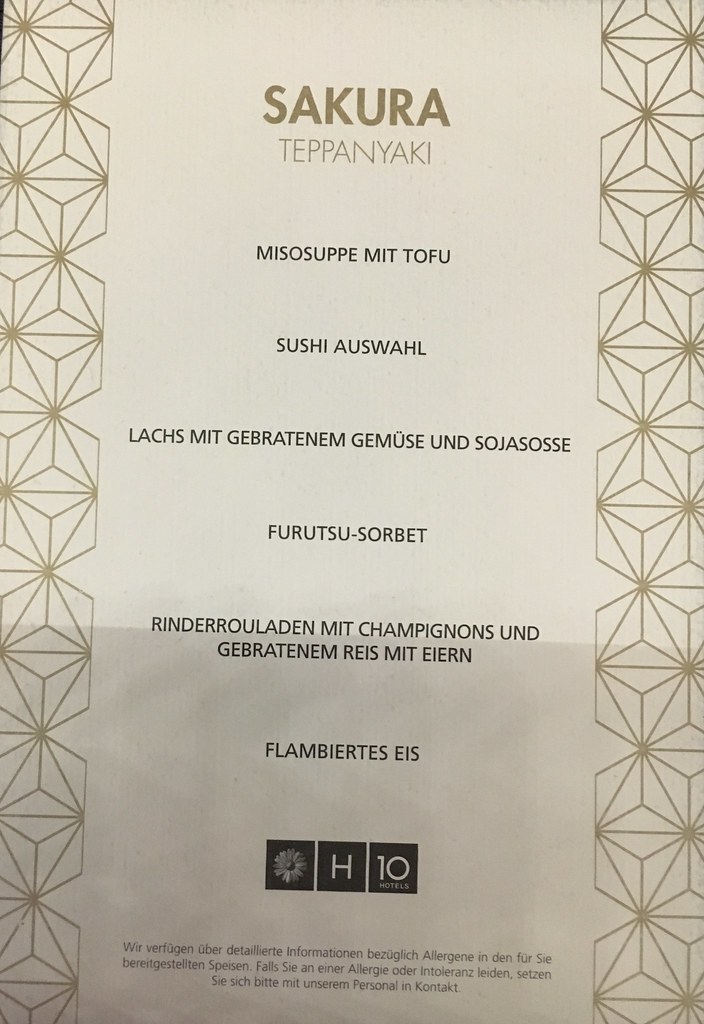 SAKURA
TEPPANYAKI
MISOSUPPE MIT TOFU
SUSHI AUSWAHL
LACHS MIT GEBRATENEM GEMÜSE UND SOJASOSSE
FURUTSU-SORBET
RINDERROULADEN MIT CHAMPIGNONS UND
GEBRATENEM REIS MIT EIERN
FLAMBIERTES EIS
H 10
HOTELS
Wir verfügen über detaillierte Informationen bezüglich Allergene in den für Sie
bereitgestellten Speisen. Falls Sie an einer Allergie oder Intoleranz leiden, setzen
Sie sich bitte mit unserem Personal in Kontakt.